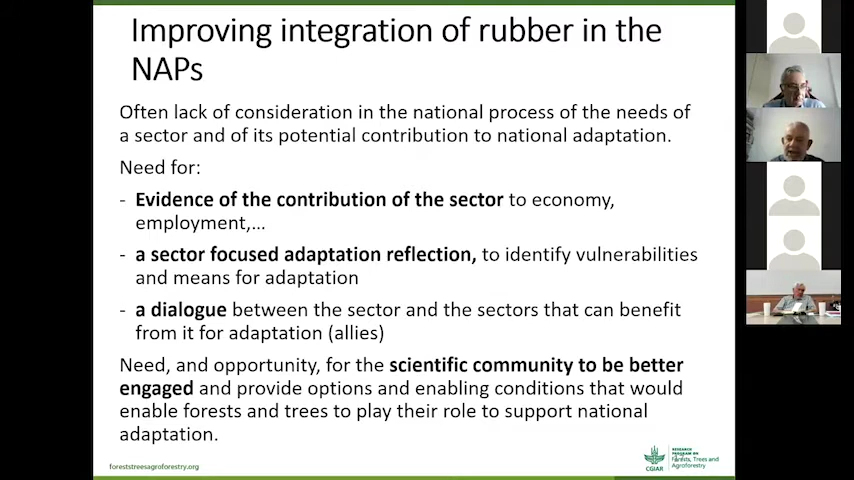 Improving integration of rubber in the
NAPs
Often lack of consideration in the national process of the needs of
a sector and of its potential contribution to national adaptation.
Need for:
- Evidence of the contribution of the sector to economy,
employment,…
- a sector focused adaptation reflection, to identify vulnerabilities
and means for adaptation
- a dialogue between the sector and the sectors that can benefit
from it for adaptation (allies)
Need, and opportunity, for the scientific community to be better
engaged and provide options and enabling conditions that would
enable forests and trees to play their role to support national
adaptation.
foreststreesagroforestry.org
CGIAR
RESEARCH
PROGRAM ON
Forests, Trees and
Agroforestry